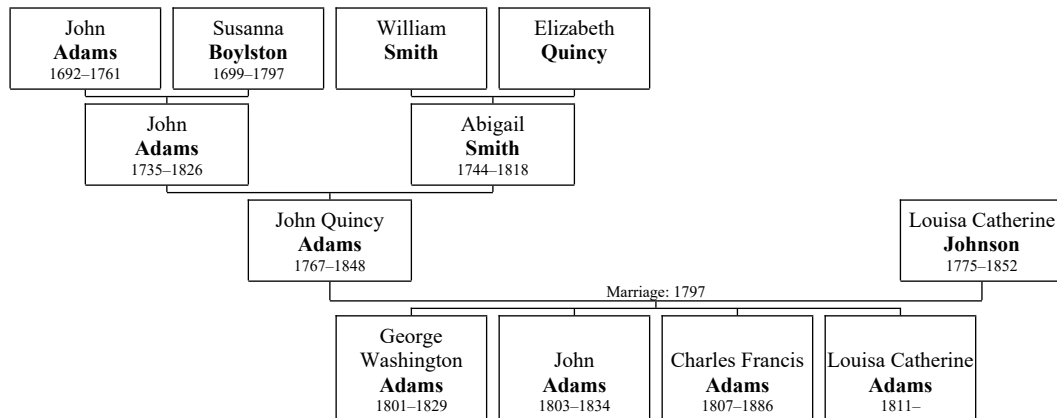 John
Adams
1692–1761
Susanna
Boylston
1699–1797
William
Smith
Elizabeth
Quincy
John
Adams
1735–1826
Abigail
Smith
1744–1818
John Quincy
Adams
1767–1848
Louisa Catherine
Johnson
1775–1852
Marriage: 1797
George
Washington
Adams
1801–1829
John
Adams
1803–1834
Charles Francis
Adams
1807–1886
Louisa Catherine
Adams
1811–